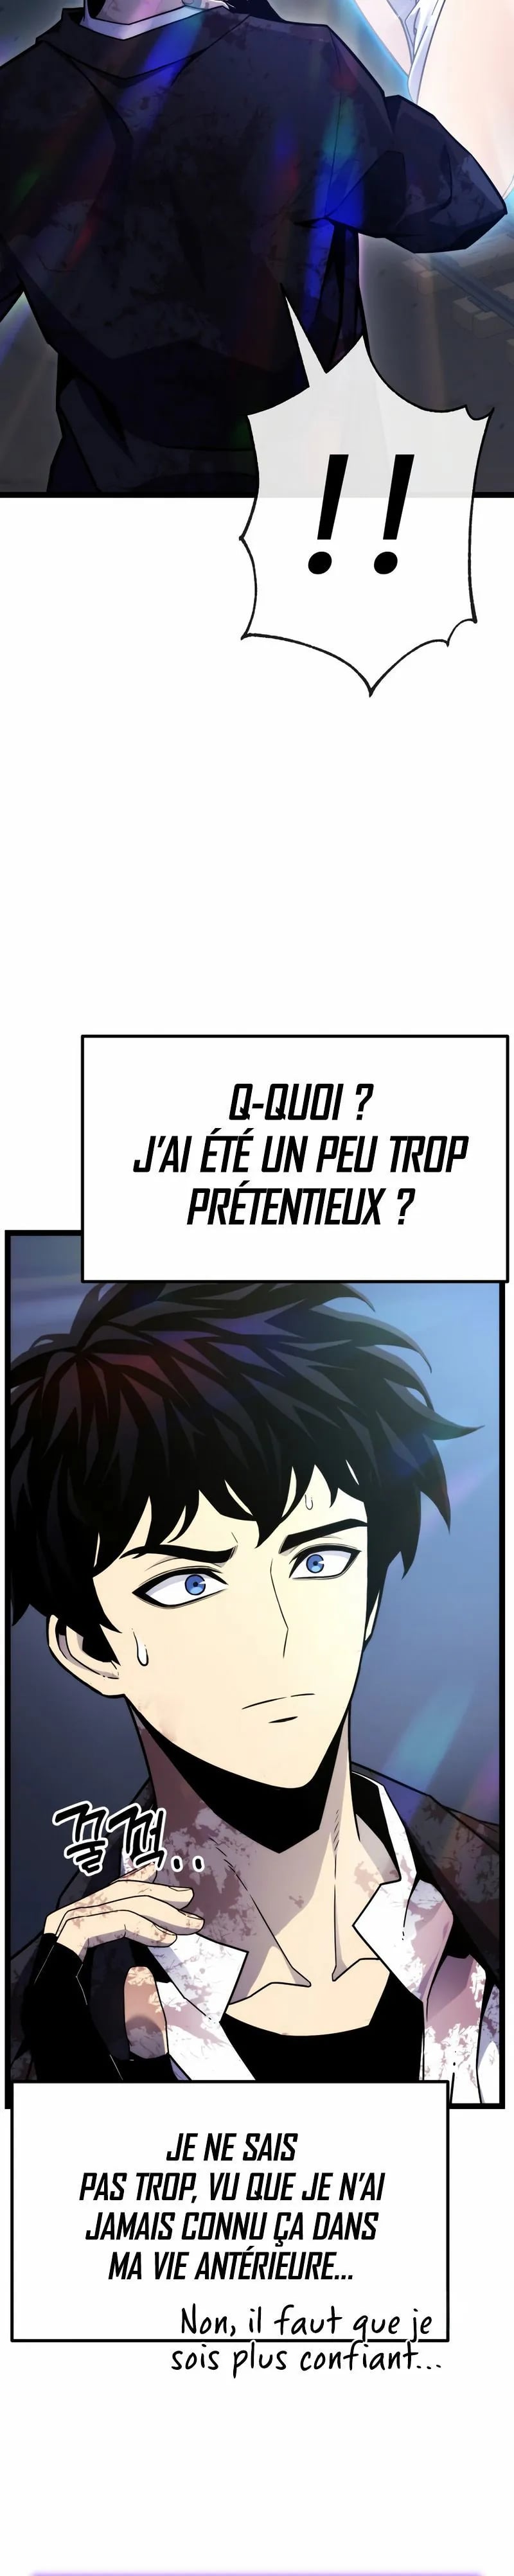 ! !
Q-QUOI ?
J'AI ÉTÉ UN PEU TROP
PRÉTENTIEUX ?
꿀꺽..
JE NE SAIS
PAS TROP, VU QUE JE N'AI
JAMAIS CONNU ÇA DANS
MA VIE ANTÉRIEURE...
Non, il faut que je
sois plus confiant...